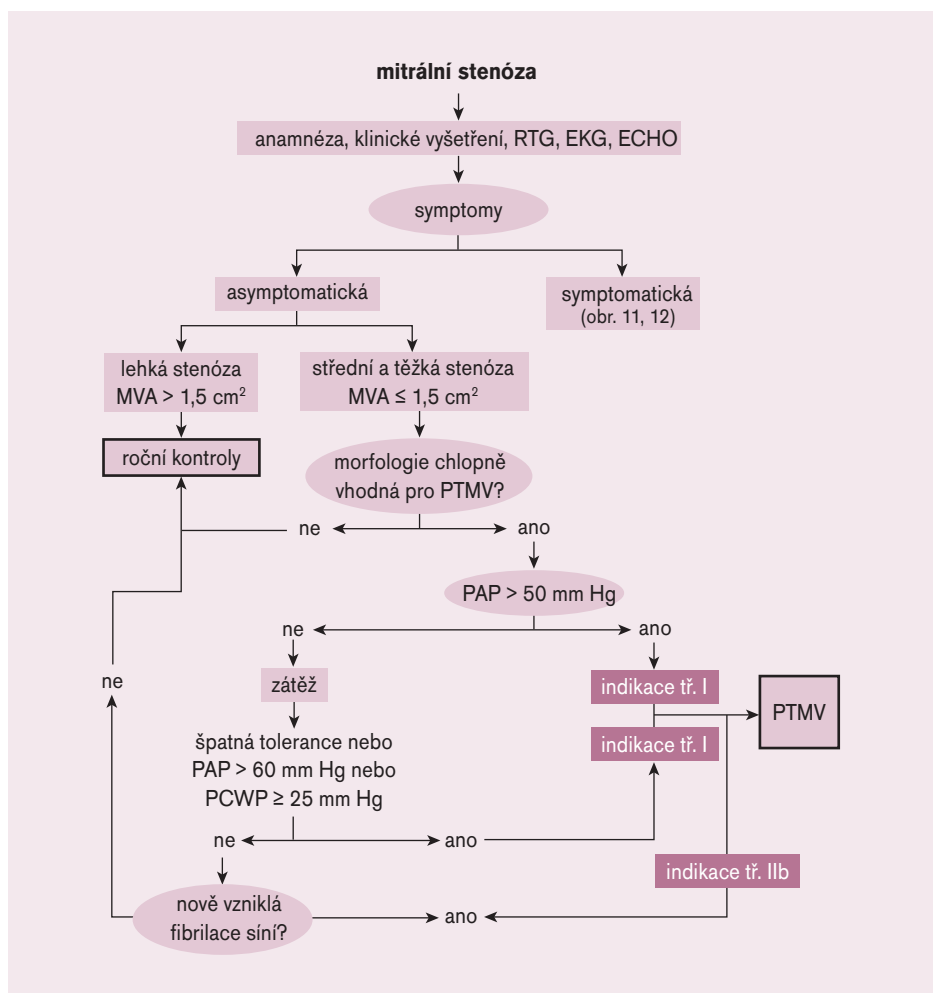 mitrální stenóza
anamnéza, klinické vyšetření, RTG, EKG, ECHO
symptomy
asymptomatická
symptomatická
(obr. 11, 12)
lehká stenóza
MVA > 1,5 cm²
střední a těžká stenóza
MVA ≤ 1,5 cm²
roční kontroly
morfologie chlopně
vhodná pro PTMV?
ne
ano
PAP > 50 mm Hg
ne
ano
ne
zátěž
indikace tř. I
PTMV
indikace tř. I
špatná tolerance nebo
PAP > 60 mm Hg nebo
PCWP ≥ 25 mm Hg
ne
ano
indikace tř. IIb
nově vzniklá
fibrilace síní?
ano